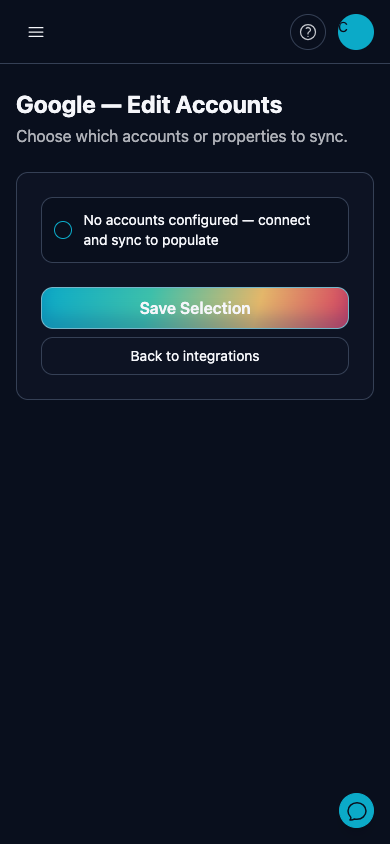 C
Google — Edit Accounts
Choose which accounts or properties to sync.
No accounts configured — connect
and sync to populate
Save Selection
Back to integrations